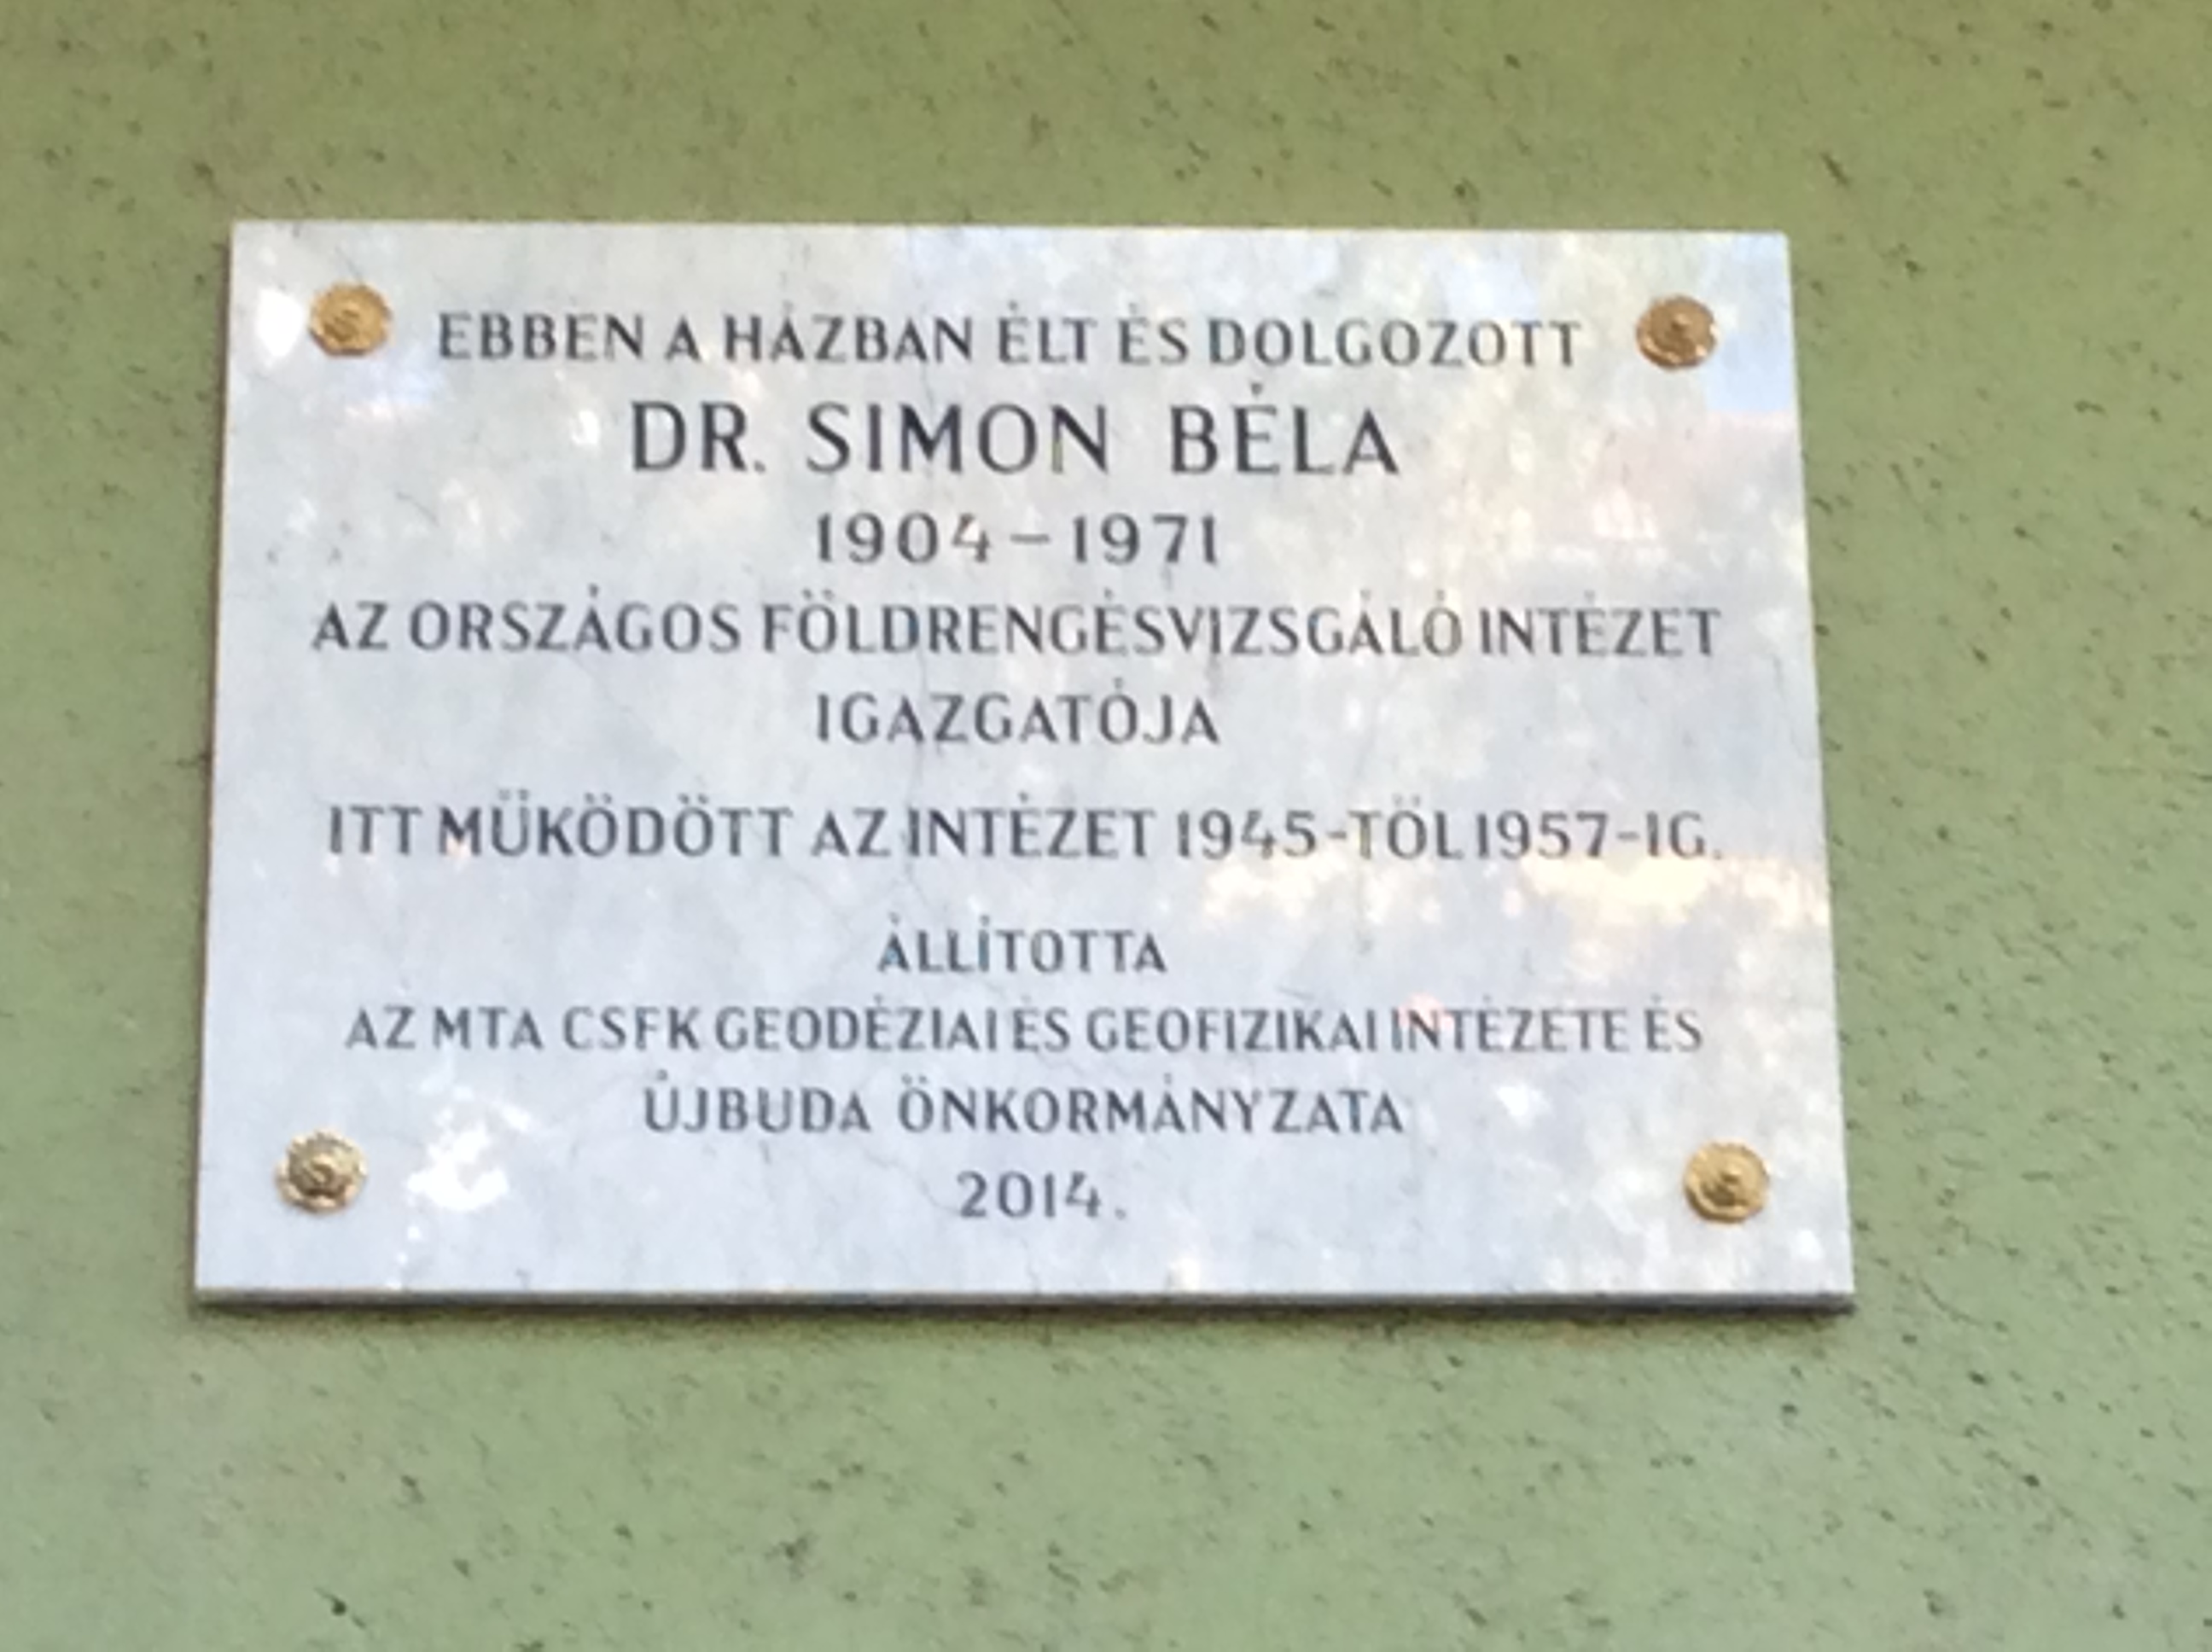 EBBEN A HÁZBAN ÉLT ÉS DOLGOZOTT
DR. SIMON BÉLA
1904–1971
AZ ORSZÁGOS FÖLDRENGÉSVIZSGÁLÓ INTÉZET
IGAZGATÓJA
ITT MŰKÖDÖTT AZ INTÉZET 1945-TŐL 1957-IG.
ÁLLÍTOTTA
AZ MTA CSFK GEODÉZIAI ÉS GEOFIZIKAI INTÉZETE ÉS
ÚJBUDA ÖNKORMÁNYZATA
2014.